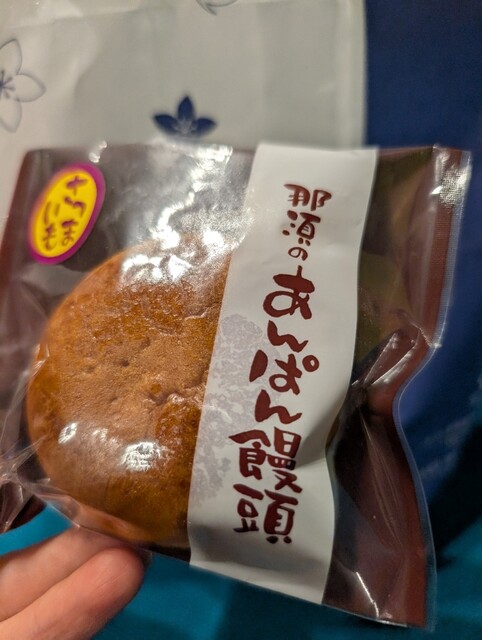 さつま
いも
那須の
あんぱん
饅頭